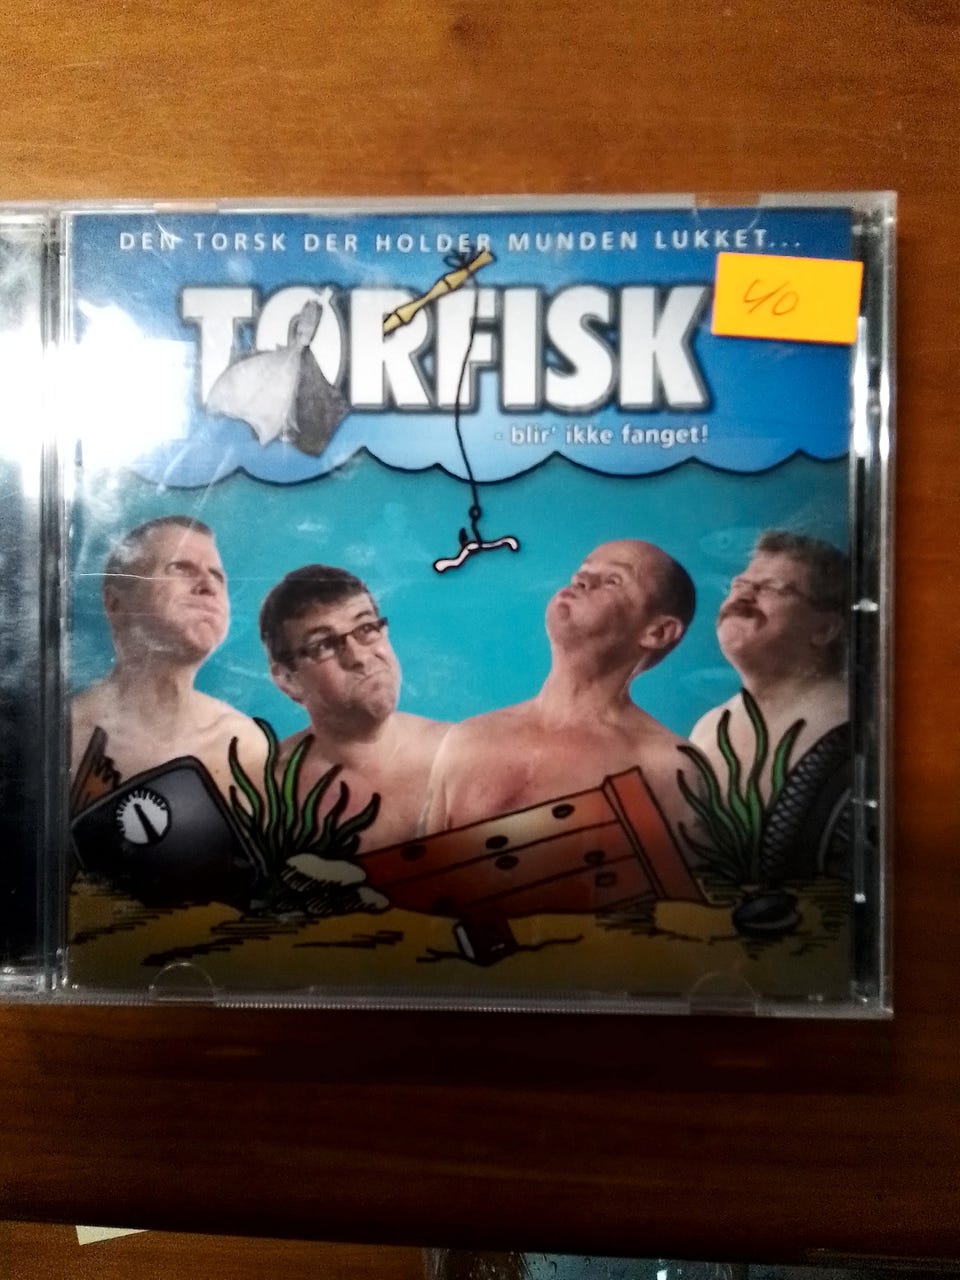 DEN TORSK DER HOLDER MUNDEN LUKKET...
TØRFISK
- blir' ikke fanget!
40